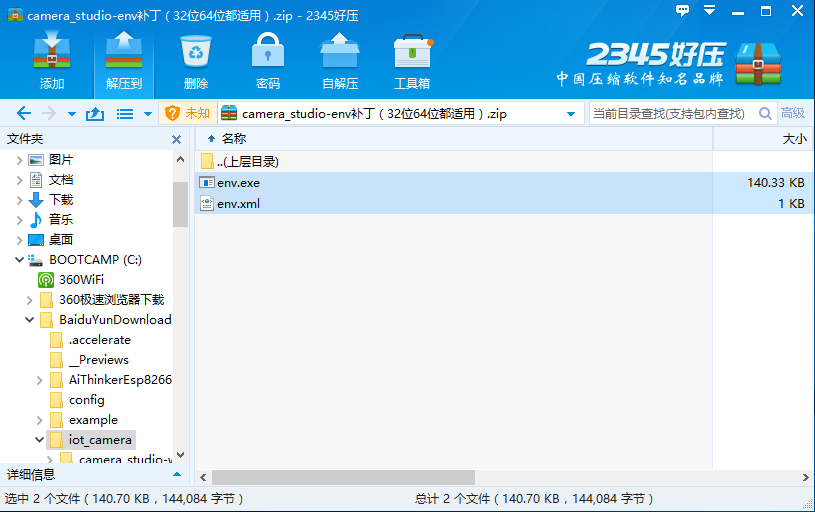 camera_studio-env补丁（32位64位都适用）.zip - 2345好压
添加
解压到
删除
密码
自解压
工具箱
2345好压
中国压缩软件知名品牌
未知
camera_studio-env补丁（32位64位都适用）.zip
当前目录查找(支持包内查找)
高级
文件夹
名称
大小
图片
文档
下载
音乐
桌面
BOOTCAMP (C:)
360WiFi
360极速浏览器下载
BaiduYunDownload
.accelerate
__Previews
AiThinkerEsp8266
config
example
iot_camera
camera_studio-w
..(上层目录)
env.exe
140.33 KB
env.xml
1 KB
详细信息
选中 2 个文件（140.70 KB，144,084 字节）
总计 2 个文件（140.70 KB，144,084 字节）